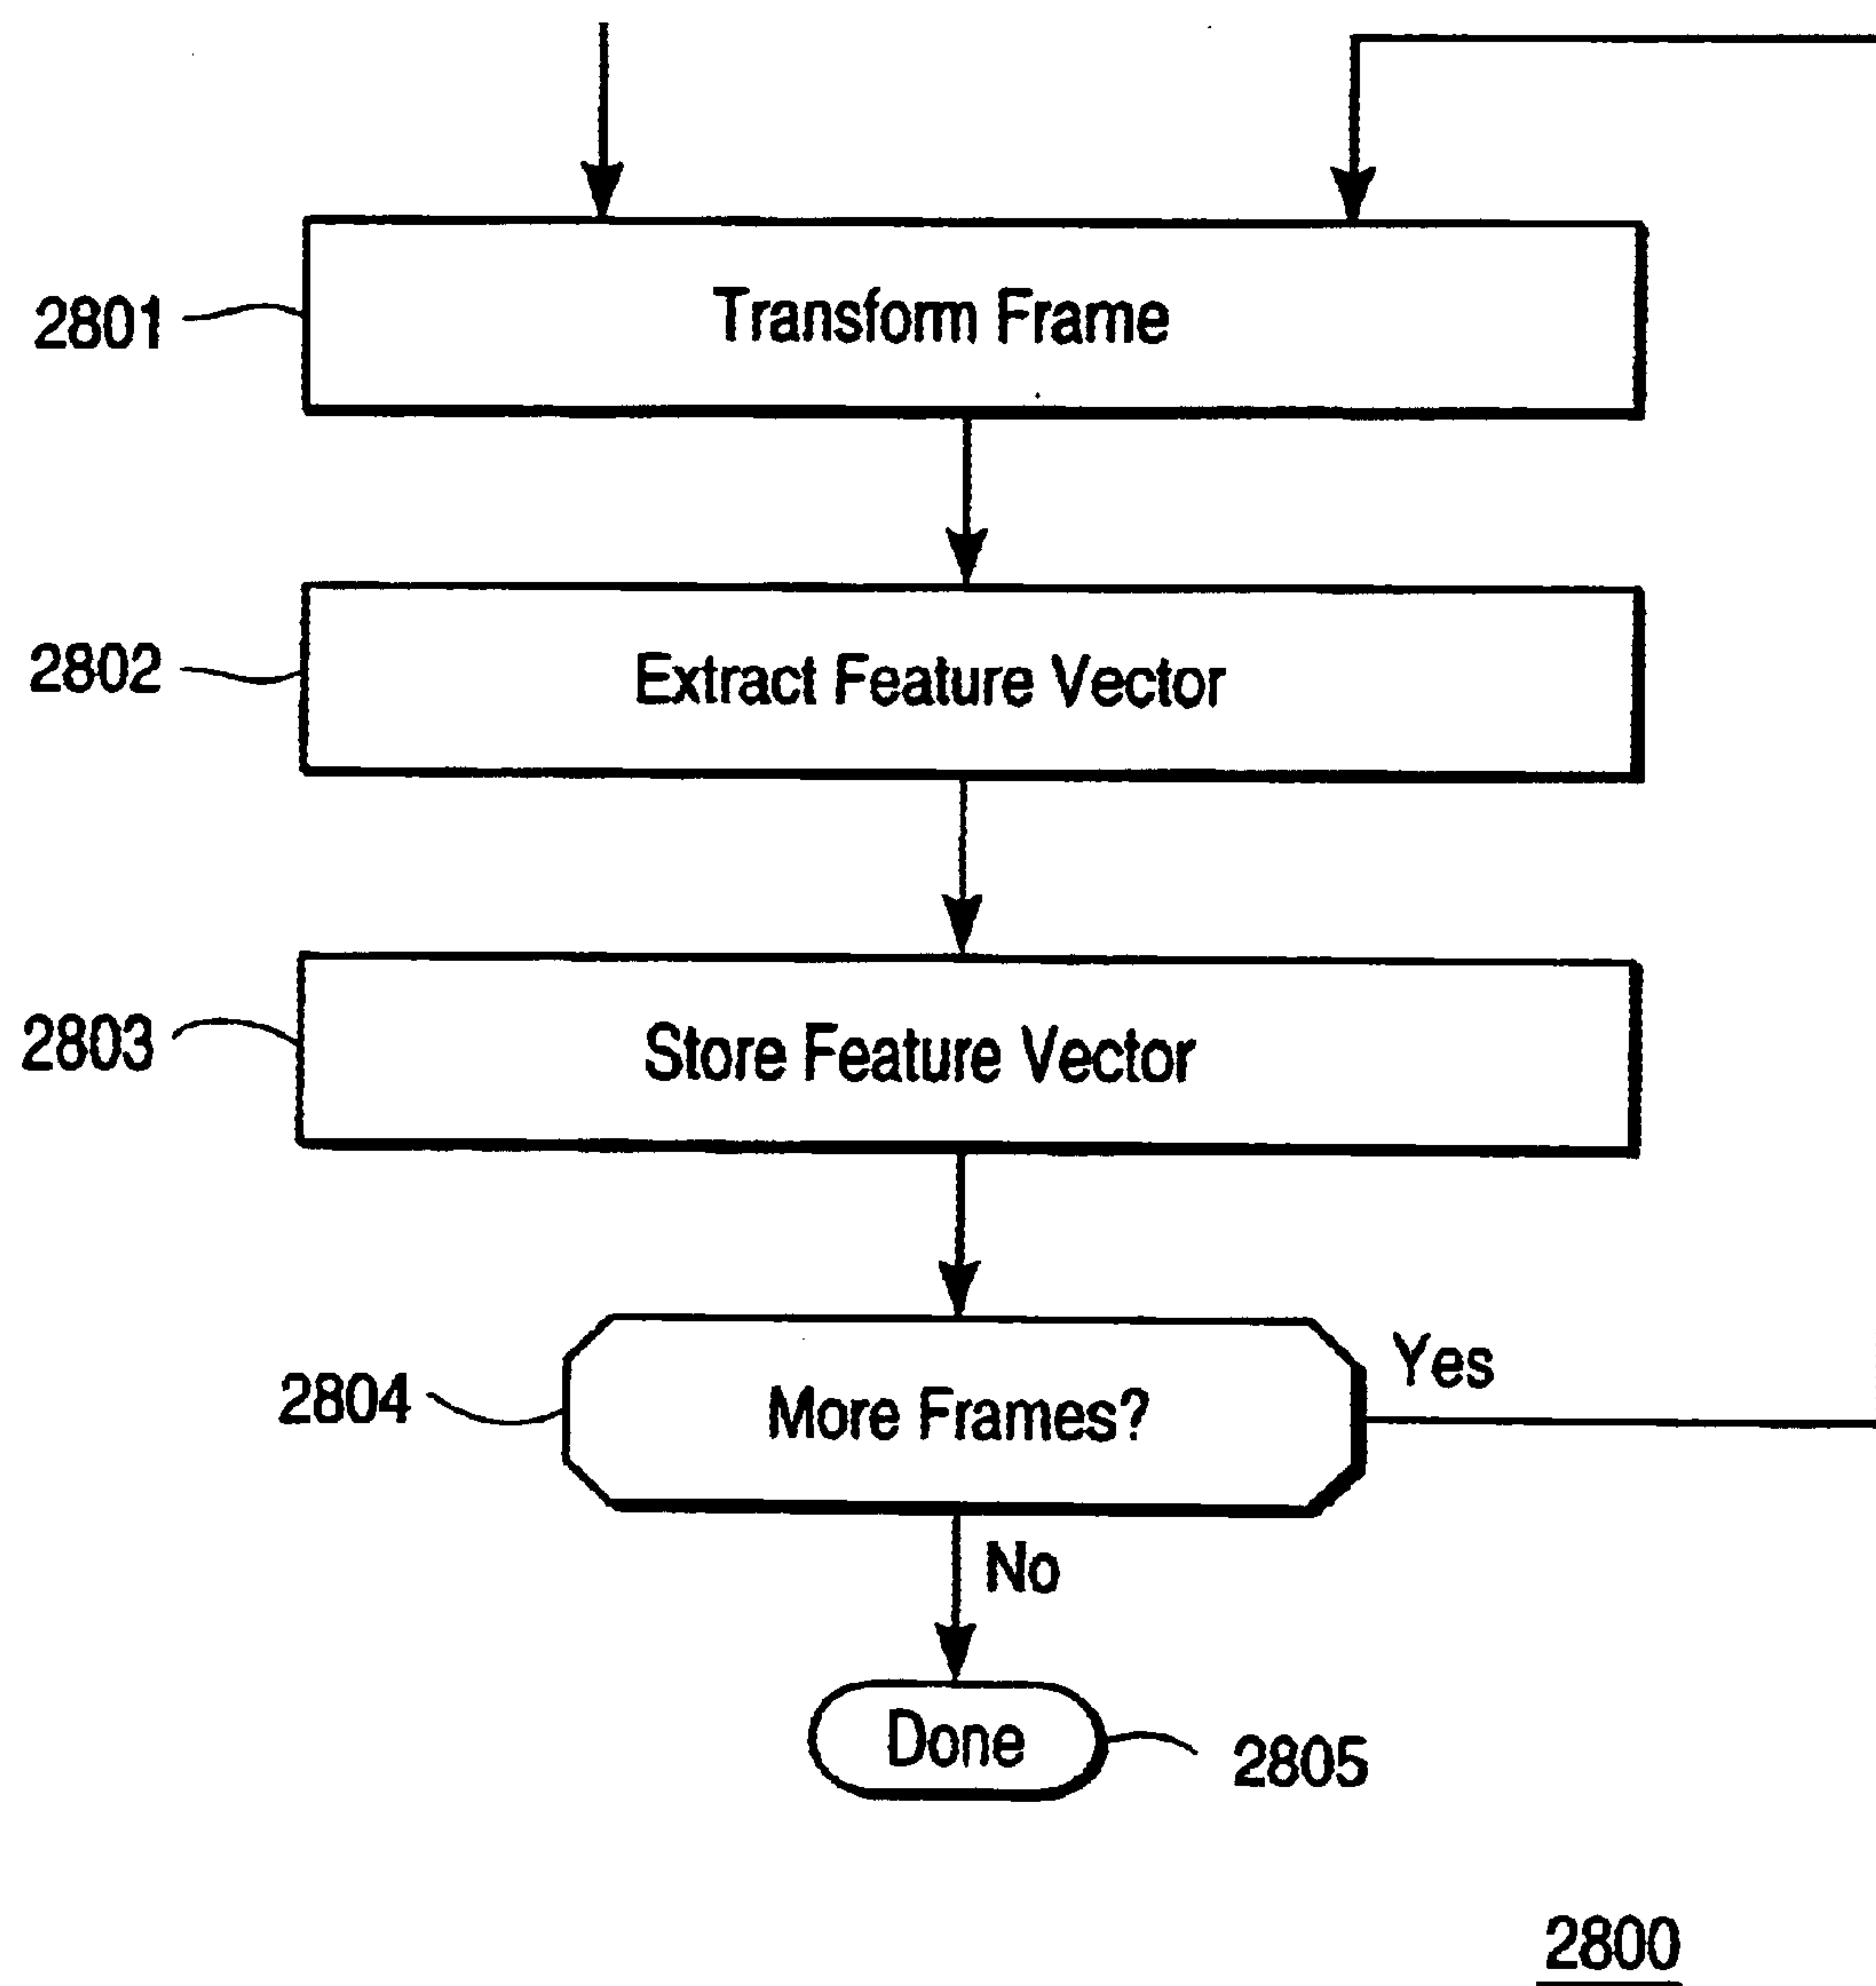 2801
Transform Frame
2802
Extract Feature Vector
2803
Store Feature Vector
2804
More Frames?
Yes
No
Done
2805
2800